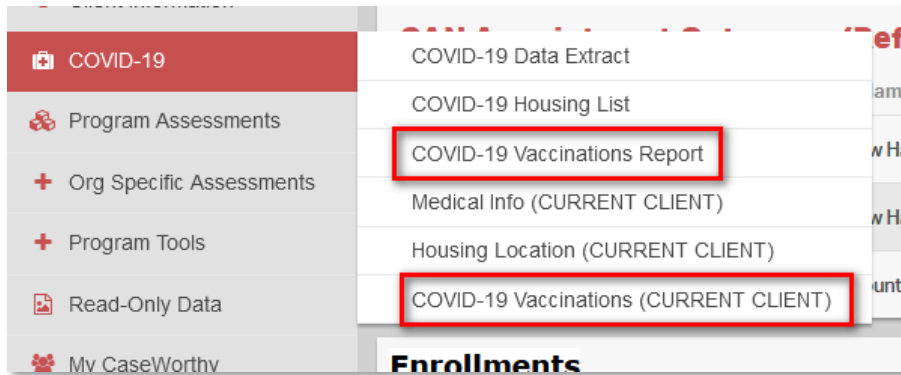 COVID-19
Program Assessments
Org Specific Assessments
Program Tools
Read-Only Data
My CaseWorthy
COVID-19 Data Extract
COVID-19 Housing List
COVID-19 Vaccinations Report
Medical Info (CURRENT CLIENT)
Housing Location (CURRENT CLIENT)
COVID-19 Vaccinations (CURRENT CLIENT)
Enrollments